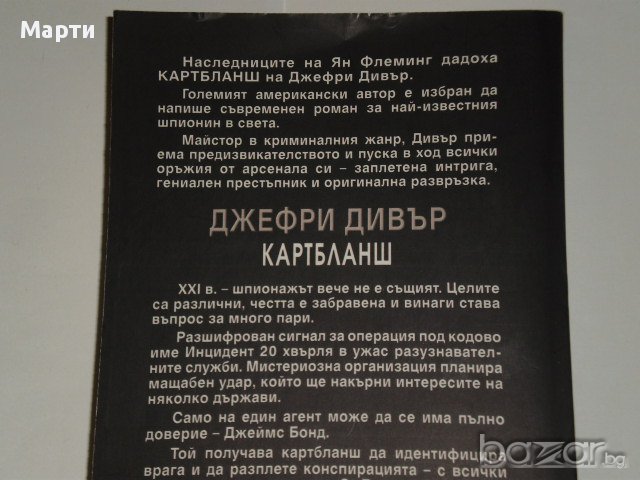 Марти
Наследниците на Ян Флеминг дадоха
КАРТБЛАНШ на Джефри Дивър.
Големият американски автор е избран да
напише съвременен роман за най-известния
шпионин в света.
Майстор в криминалния жанр, Дивър при-
ема предизвикателството и пуска в ход всички
оръжия от арсенала си – заплетена интрига,
гениален престъпник и оригинална развръзка.
ДЖЕФРИ ДИВЪР
КАРТБЛАНШ
XXI в. – шпионажът вече не е същият. Целите
са различни, честта е забравена и винаги става
въпрос за много пари.
Разшифрован сигнал за операция под кодово
име Инцидент 20 хвърля в ужас разузнавател-
ните служби. Мистериозна организация планира
мащабен удар, който ще накърни интересите на
няколко държави.
Само на един агент може да се има пълно
доверие – Джеймс Бонд.
Той получава картбланш да идентифицира
врага и да разплете конспирацията – с всички
bazar.bg